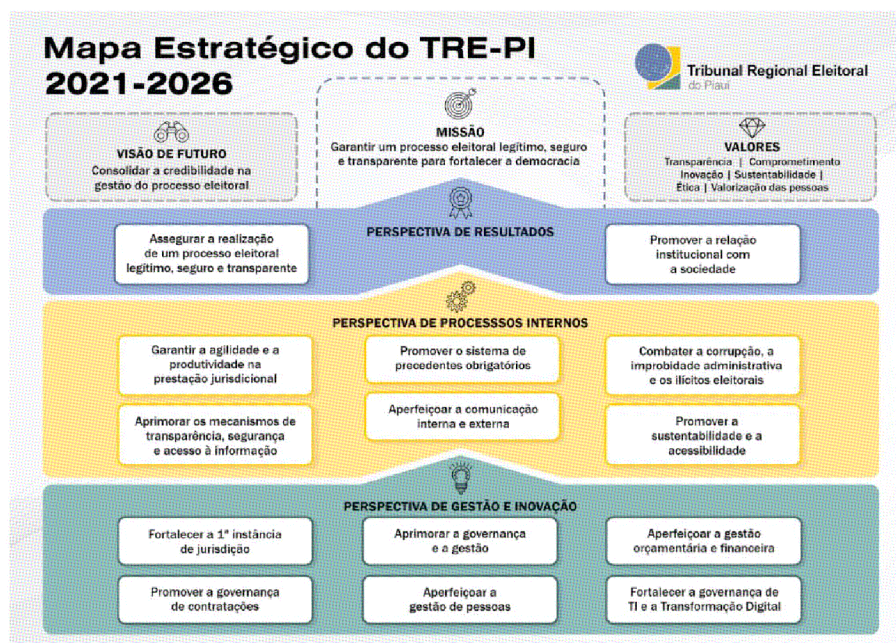 Mapa Estratégico do TRE-PI
2021-2026
Tribunal Regional Eleitoral
do Piauí
VISÃO DE FUTURO
Consolidar a credibilidade na
gestão do processo eleitoral
MISSÃO
Garantir um processo eleitoral legítimo, seguro
e transparente para fortalecer a democracia
VALORES
Transparência | Comprometimento
Inovação | Sustentabilidade |
Ética | Valorização das pessoas
PERSPECTIVA DE RESULTADOS
Assegurar a realização
de um processo eleitoral
legítimo, seguro e transparente
Promover a relação
institucional com
a sociedade
PERSPECTIVA DE PROCESSSOS INTERNOS
Garantir a agilidade e a
produtividade na
prestação jurisdicional
Promover o sistema de
precedentes obrigatórios
Combater a corrupção, a
improbidade administrativa
e os ilícitos eleitorais
Aprimorar os mecanismos de
transparência, segurança
e acesso à informação
Aperfeiçoar a comunicação
interna e externa
Promover a
sustentabilidade e a
acessibilidade
PERSPECTIVA DE GESTÃO E INOVAÇÃO
Fortalecer a 1ª instância
de jurisdição
Aprimorar a governança
e a gestão
Aperfeiçoar a gestão
orçamentária e financeira
Promover a governança
de contratações
Aperfeiçoar a
gestão de pessoas
Fortalecer a governança de
TI e a Transformação Digital